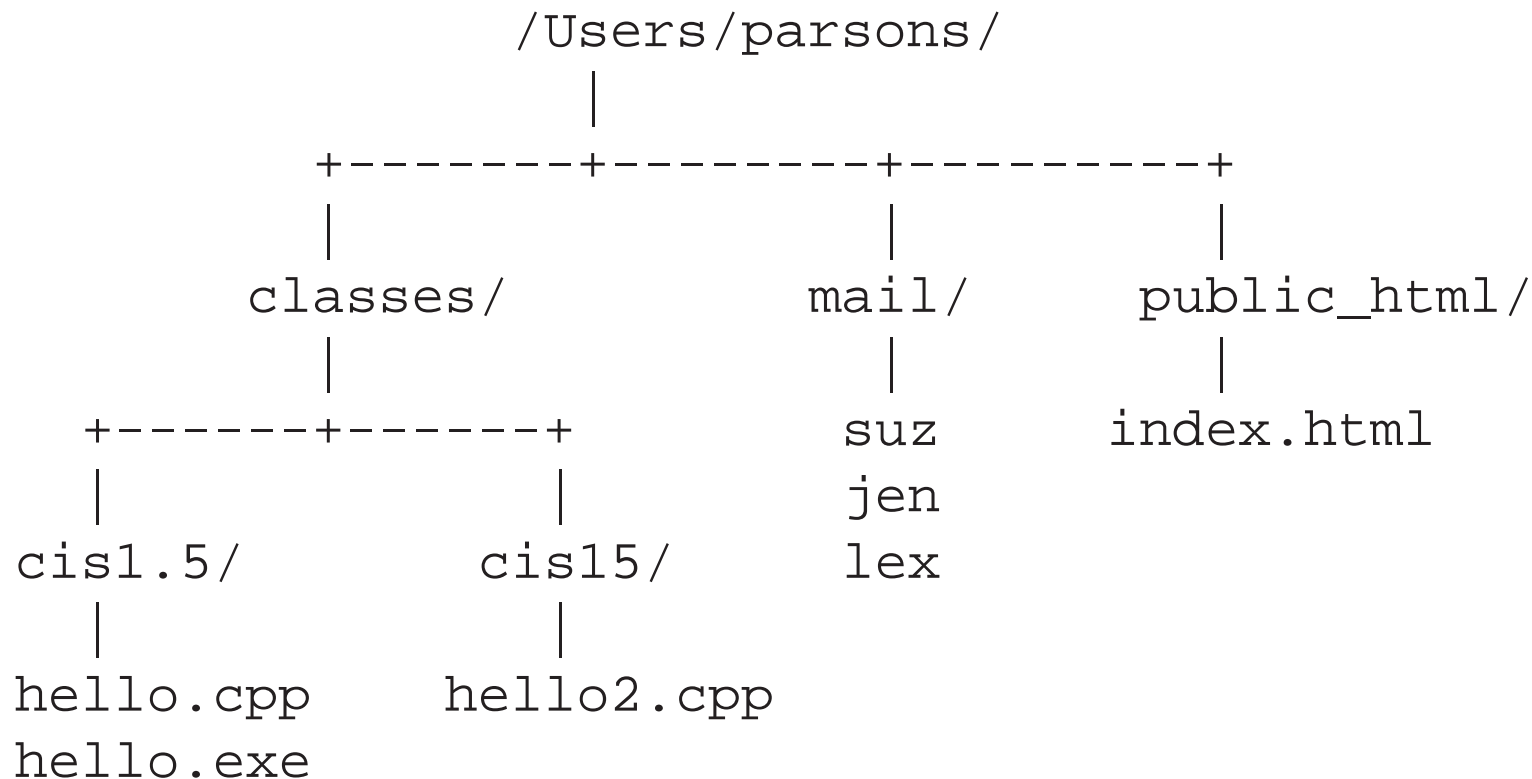 /Users/parsons/
|
+-------+--------+---------+
| | |
classes/ mail/ public_html/
| | |
+------+------+ suz index.html
| | jen
cis1.5/ cis15/ lex
| |
hello.cpp hello2.cpp
hello.exe